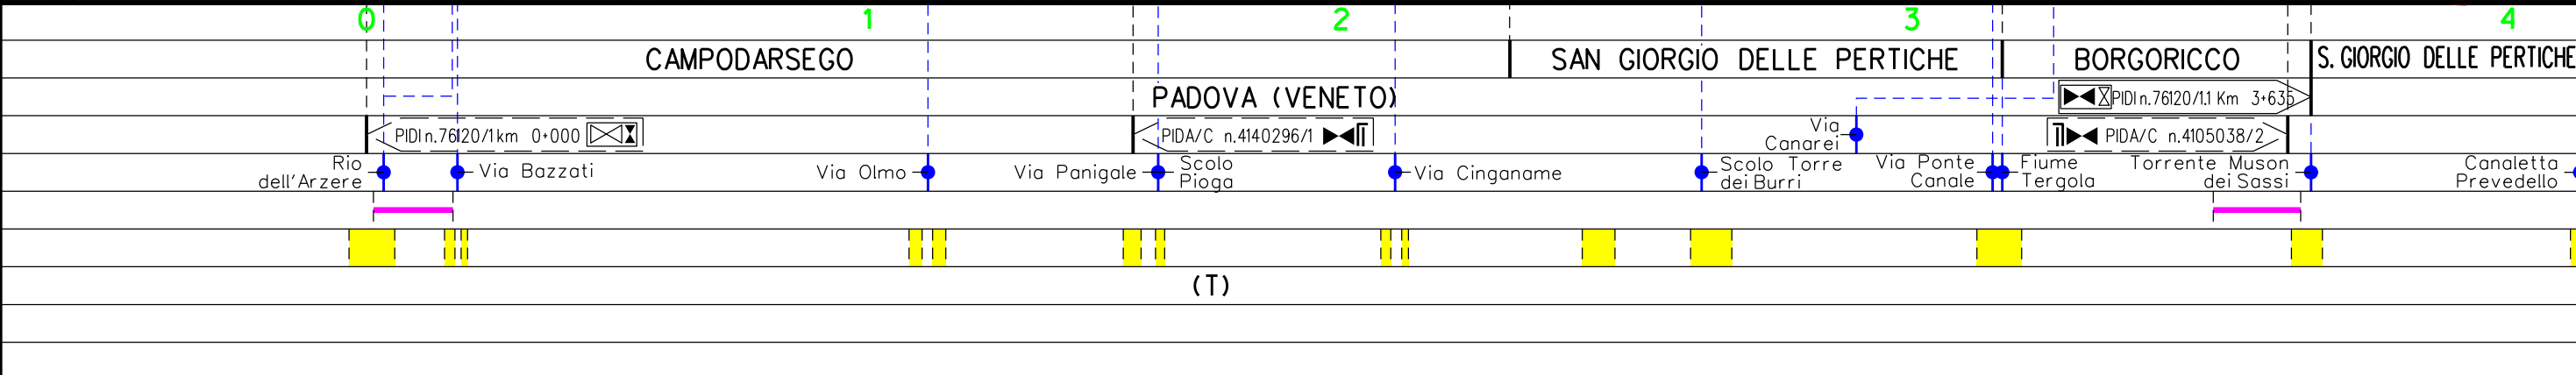 0 1 2 3 4
CAMPODARSEGO SAN GIORGIO DELLE PERTICHE BORGORICCO S. GIORGIO DELLE PERTICHE
PADOVA (VENETO) PIDI n.76120/1.1 Km 3+635
PIDI n.76120/1 km 0+000 PIDA/C n.4140296/1 Via Canarei PIDA/C n.4105038/2
Rio dell'Arzere Via Bazzati Via Olmo Via Panigale Scolo Pioga Via Cinganame Scolo Torre dei Burri Via Ponte Canale Fiume Tergola Torrente Muson dei Sassi Canaletta Prevedello
(T)